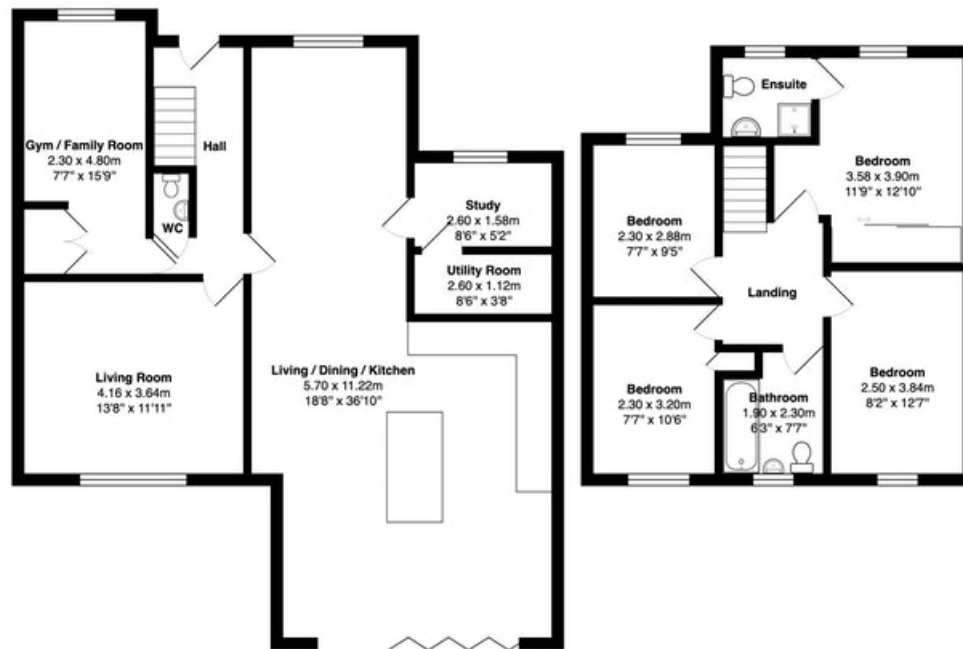 Gym / Family Room
2.30 x 4.80m
7'7" x 15'9"
Hall
WC
Living Room
4.16 x 3.64m
13'8" x 11'11"
Living / Dining / Kitchen
5.70 x 11.22m
18'8" x 36'10"
Study
2.60 x 1.58m
8'6" x 5'2"
Utility Room
2.60 x 1.12m
8'6" x 3'8"
Ensuite
Bedroom
3.58 x 3.90m
11'9" x 12'10"
Bedroom
2.30 x 2.88m
7'7" x 9'5"
Landing
Bedroom
2.30 x 3.20m
7'7" x 10'6"
Bathroom
1.90 x 2.30m
6'3" x 7'7"
Bedroom
2.50 x 3.84m
8'2" x 12'7"